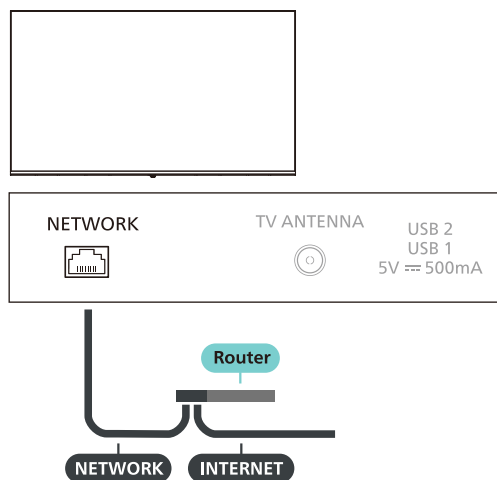 NETWORK
TV ANTENNA
USB 2
USB 1
5V ⎓ 500mA
Router
NETWORK
INTERNET